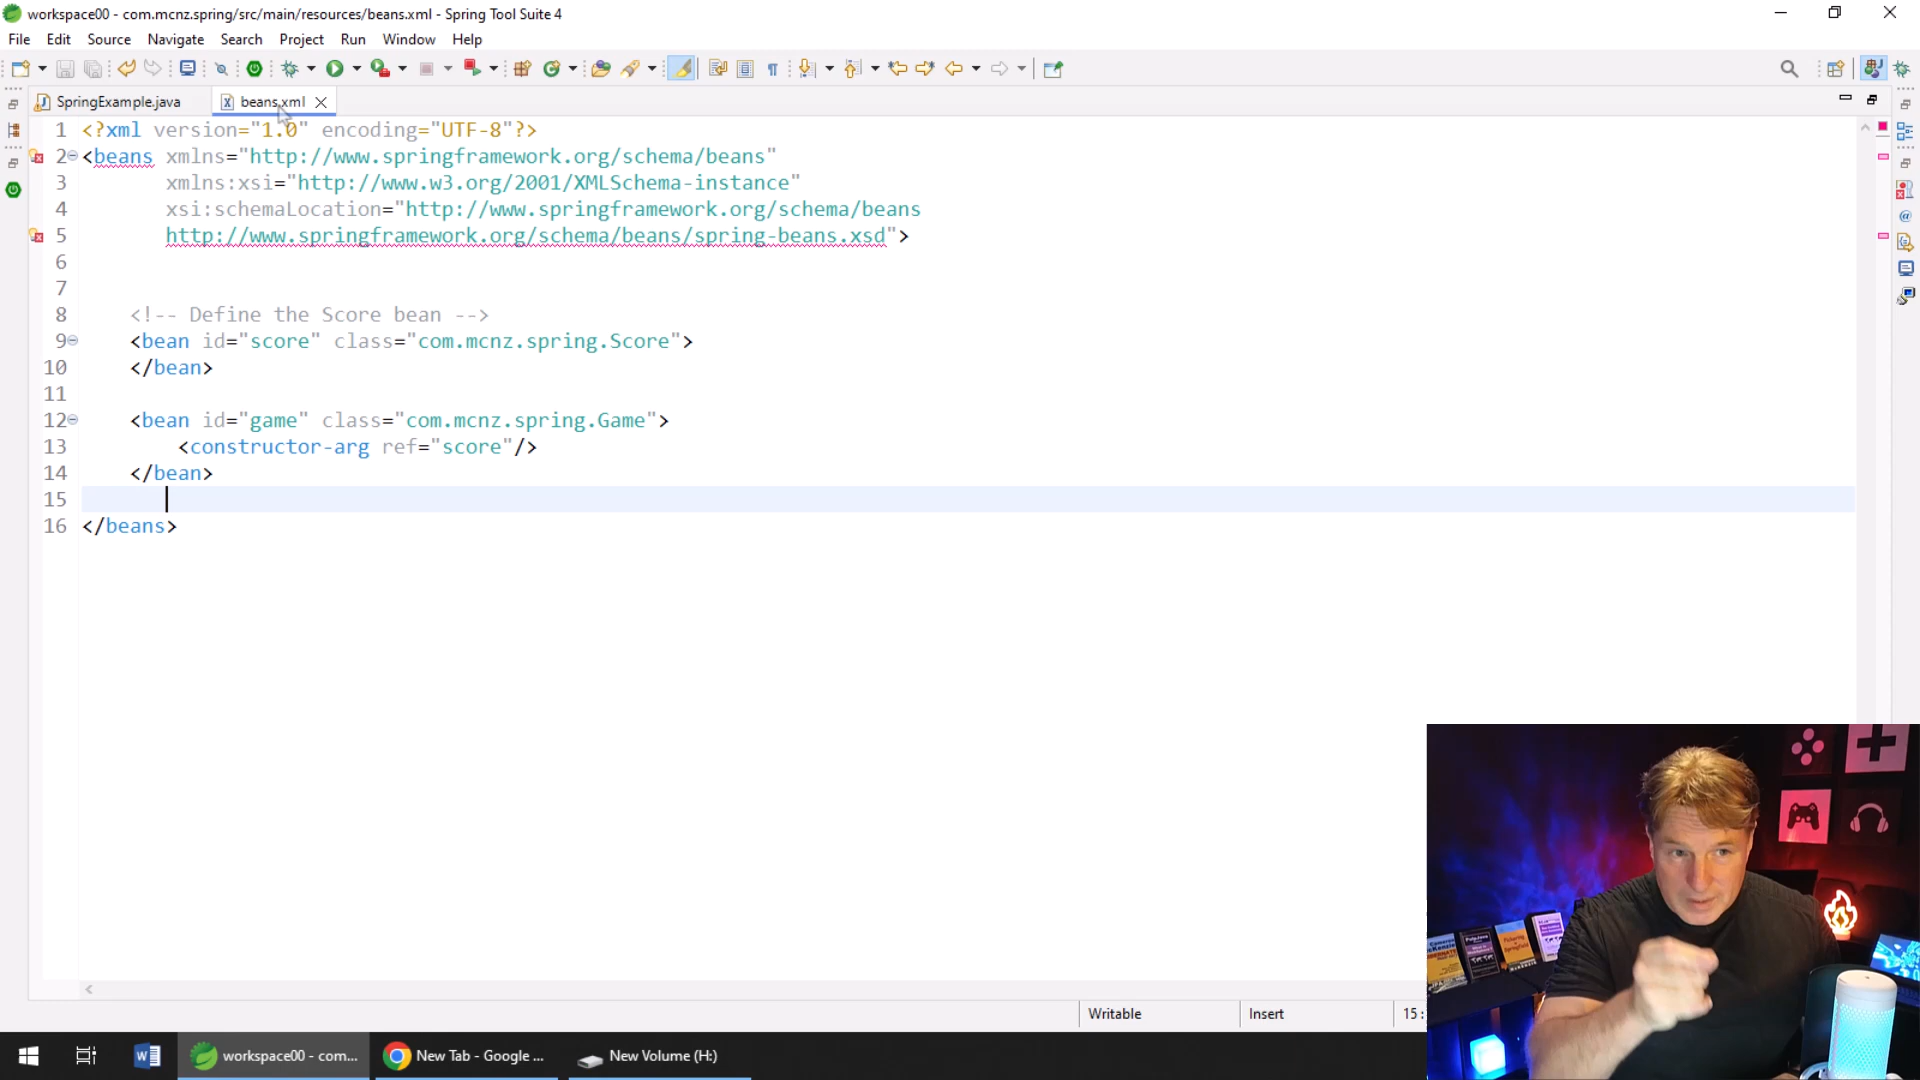 workspace00 - com.mcnz.spring/src/main/resources/beans.xml - Spring Tool Suite 4
File Edit Source Navigate Search Project Run Window Help
SpringExample.java beans.xml
1 <?xml version="1.0" encoding="UTF-8"?>
2 <beans xmlns="http://www.springframework.org/schema/beans"
3 xmlns:xsi="http://www.w3.org/2001/XMLSchema-instance"
4 xsi:schemaLocation="http://www.springframework.org/schema/beans
5 http://www.springframework.org/schema/beans/spring-beans.xsd">
6
7
8 <!-- Define the Score bean -->
9 <bean id="score" class="com.mcnz.spring.Score">
10 </bean>
11
12 <bean id="game" class="com.mcnz.spring.Game">
13 <constructor-arg ref="score"/>
14 </bean>
15
16 </beans>
Writable Insert 15:
workspace00 - com... New Tab - Google ... New Volume (H:)